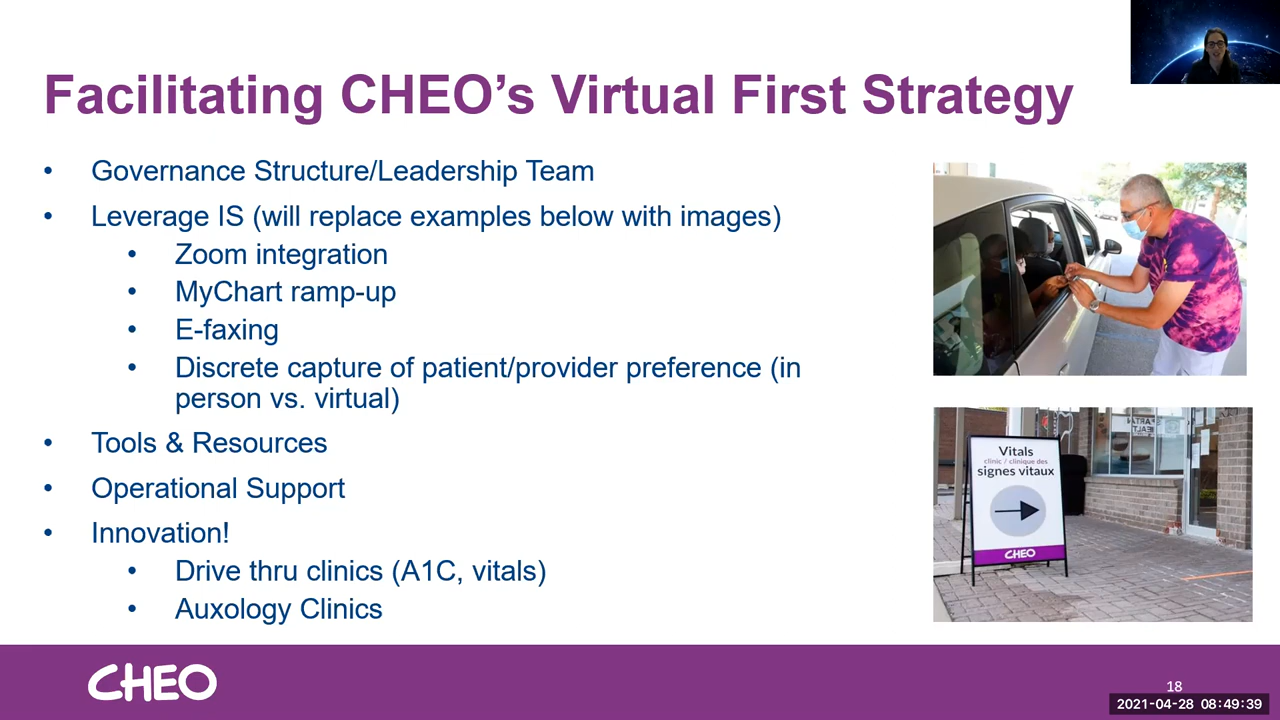 Facilitating CHEO's Virtual First Strategy
• Governance Structure/Leadership Team
• Leverage IS (will replace examples below with images)
• Zoom integration
• MyChart ramp-up
• E-faxing
• Discrete capture of patient/provider preference (in
person vs. virtual)
• Tools & Resources
• Operational Support
• Innovation!
• Drive thru clinics (A1C, vitals)
• Auxology Clinics
Vitals
clinic / clinique des
signes vitaux
CHEO
CHEO
18
2021-04-28 08:49:39